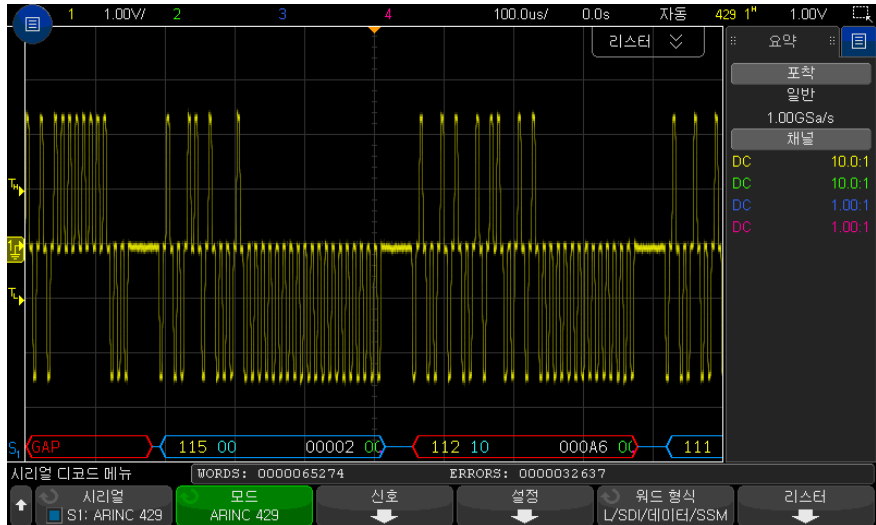 1 1.00V/ 2 3 4 100.0us/ 0.0s 자동 429 1ᴴ 1.00V
리스터
요약
포착
일반
1.00GSa/s
채널
DC 10.0:1
DC 10.0:1
DC 1.00:1
DC 1.00:1
Tʜ
1
Tʟ
S₁ GAP 115 00 00002 00 112 10 000A6 00 111
시리얼 디코드 메뉴 WORDS: 0000065274 ERRORS: 0000032637
시리얼 모드 신호 설정 워드 형식 리스터
S1: ARINC 429 ARINC 429 L/SDI/데이터/SSM